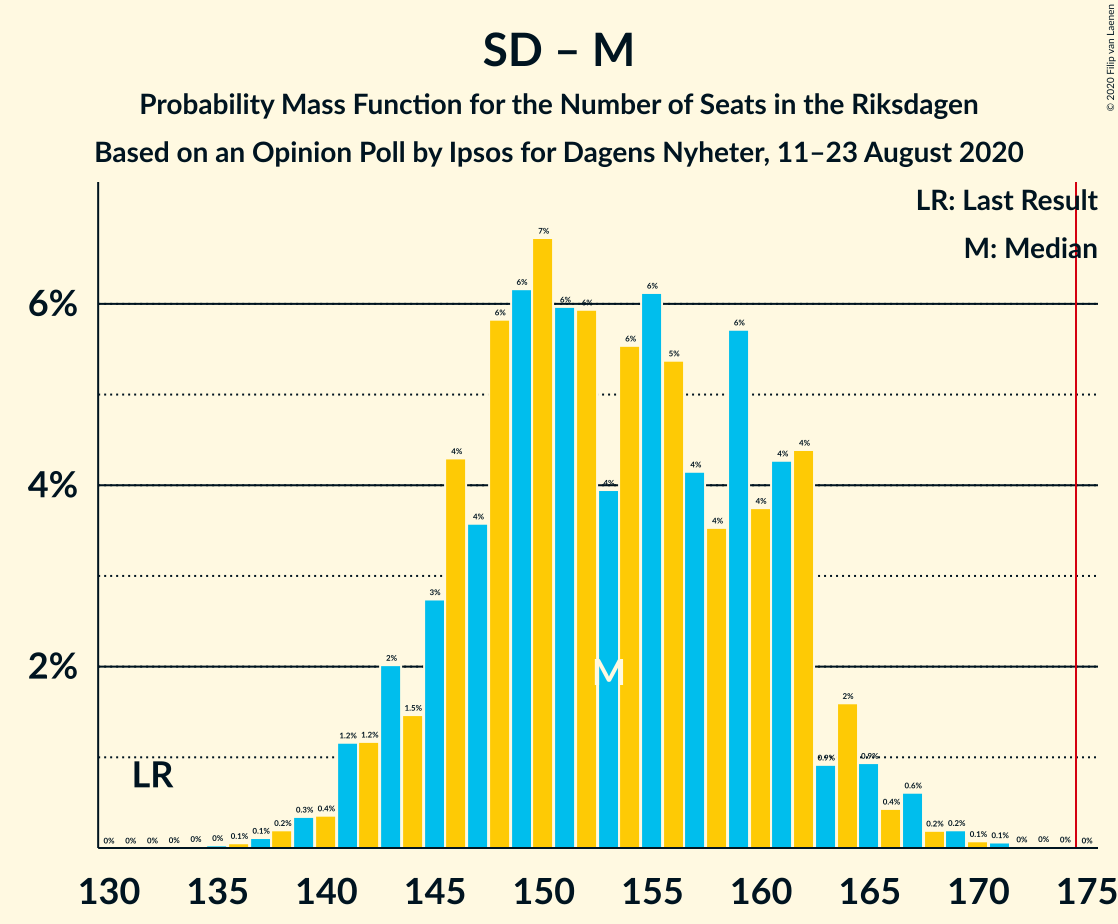 SD – M
Probability Mass Function for the Number of Seats in the Riksdagen
Based on an Opinion Poll by Ipsos for Dagens Nyheter, 11–23 August 2020
© 2020 Filip van Laenen
LR: Last Result
M: Median
6%
4%
2%
0% 0% 0% 0% 0% 0% 0.1% 0.1% 0.2% 0.3% 0.4% 1.2% 1.2% 2% 1.5% 3% 4% 4% 6% 6% 7% 6% 6% 4% 6% 6% 5% 4% 4% 6% 4% 4% 4% 0.9% 2% 0.9% 0.4% 0.6% 0.2% 0.2% 0.1% 0.1% 0% 0% 0% 0%
LR
M
130 135 140 145 150 155 160 165 170 175